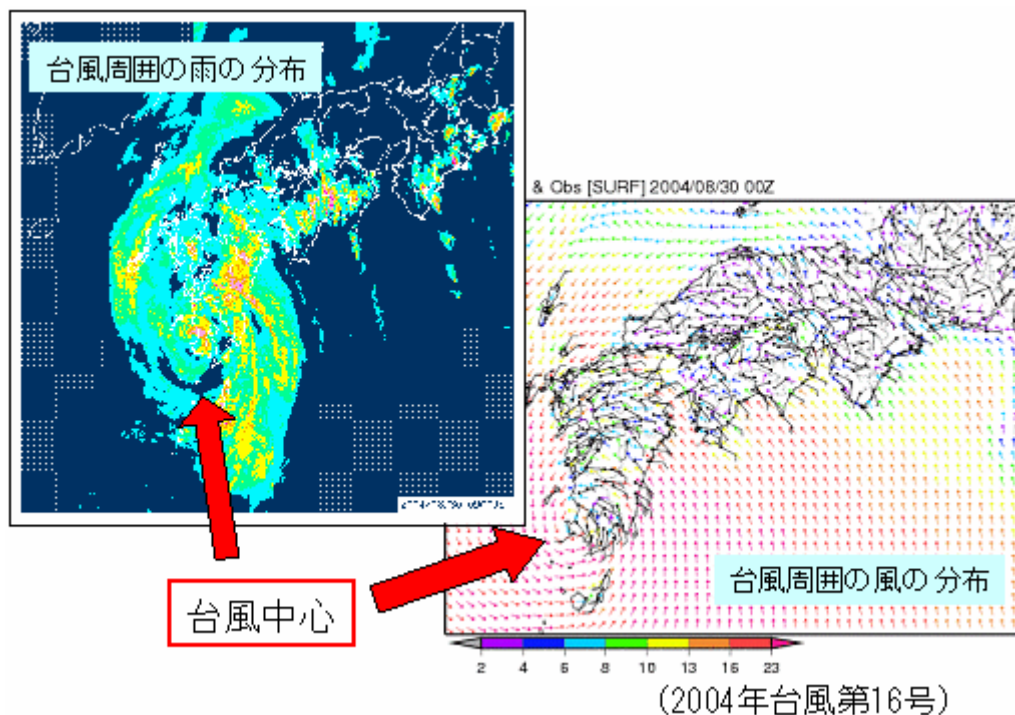 台風周囲の雨の分布
& Obs [SURF] 2004/08/30 00Z
台風中心
台風周囲の風の分布
2 4 6 8 10 13 16 23
(2004年台風第16号)